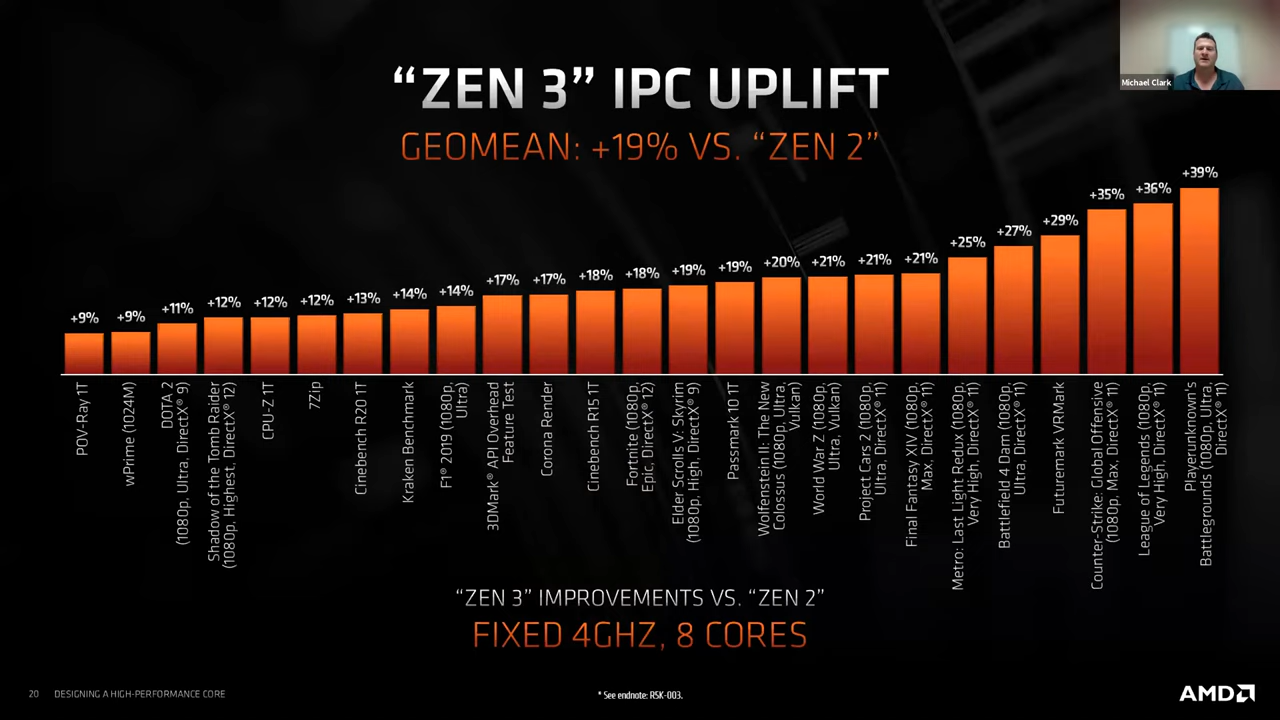 Michael Clark
“ZEN 3” IPC UPLIFT
GEOMEAN: +19% VS. “ZEN 2”
+9%
+9%
+11%
+12%
+12%
+12%
+13%
+14%
+14%
+17%
+17%
+18%
+18%
+19%
+19%
+20%
+21%
+21%
+21%
+25%
+27%
+29%
+35%
+36%
+39%
POV-Ray 1T
wPrime (1024M)
DOTA 2
(1080p, Ultra, DirectX® 9)
Shadow of the Tomb Raider
(1080p, Highest, DirectX® 12)
CPU-Z 1T
7Zip
Cinebench R20 1T
Kraken Benchmark
F1® 2019 (1080p,
Ultra)
3DMark® API Overhead
Feature Test
Corona Render
Cinebench R15 1T
Fortnite (1080p,
Epic, DirectX® 12)
Elder Scrolls V: Skyrim
(1080p, High, DirectX® 9)
Passmark 10 1T
Wolfenstein II: The New
Colossus (1080p, Ultra,
Vulkan)
World War Z (1080p,
Ultra, Vulkan)
Project Cars 2 (1080p,
Ultra, DirectX® 11)
Final Fantasy XIV (1080p,
Max, DirectX® 11)
Metro: Last Light Redux (1080p,
Very High, DirectX® 11)
Battlefield 4 Dam (1080p,
Ultra, DirectX® 11)
Futuremark VRMark
Counter-Strike: Global Offensive
(1080p, Max, DirectX® 11)
League of Legends (1080p,
Very High, DirectX® 11)
Playerunknown's
Battlegrounds (1080p, Ultra,
DirectX® 11)
“ZEN 3” IMPROVEMENTS VS. “ZEN 2”
FIXED 4GHZ, 8 CORES
20 DESIGNING A HIGH-PERFORMANCE CORE
* See endnote: R5K-003.
AMD